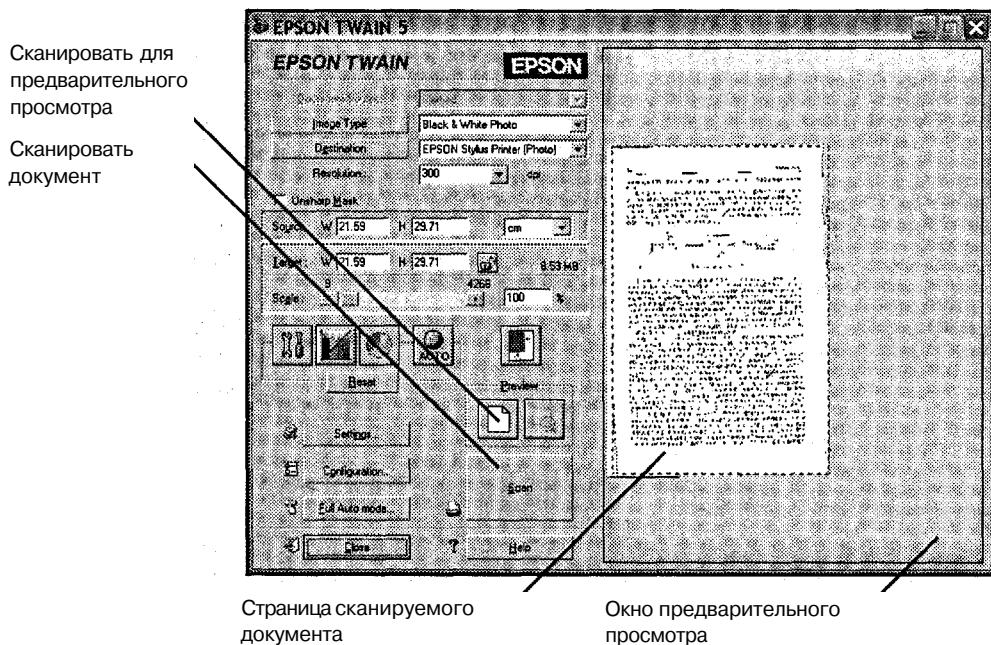 Сканировать для
предварительного
просмотра
Сканировать
документ
EPSON TWAIN 5
EPSON TWAIN
EPSON
Image Type
Black & White Photo
Destination
EPSON Stylus Printer (Photo)
Resolution:
300
dpi
Unsharp Mask
Source: W 21.59 H 29.71 cm
Target: W 21.59 H 29.71 8.53 MB
9 4268
Scale: 100 %
AUTO
Reset
Preview
Settings...
Configuration...
Scan
Full Auto mode...
Close
Help
Страница сканируемого
документа
Окно предварительного
просмотра